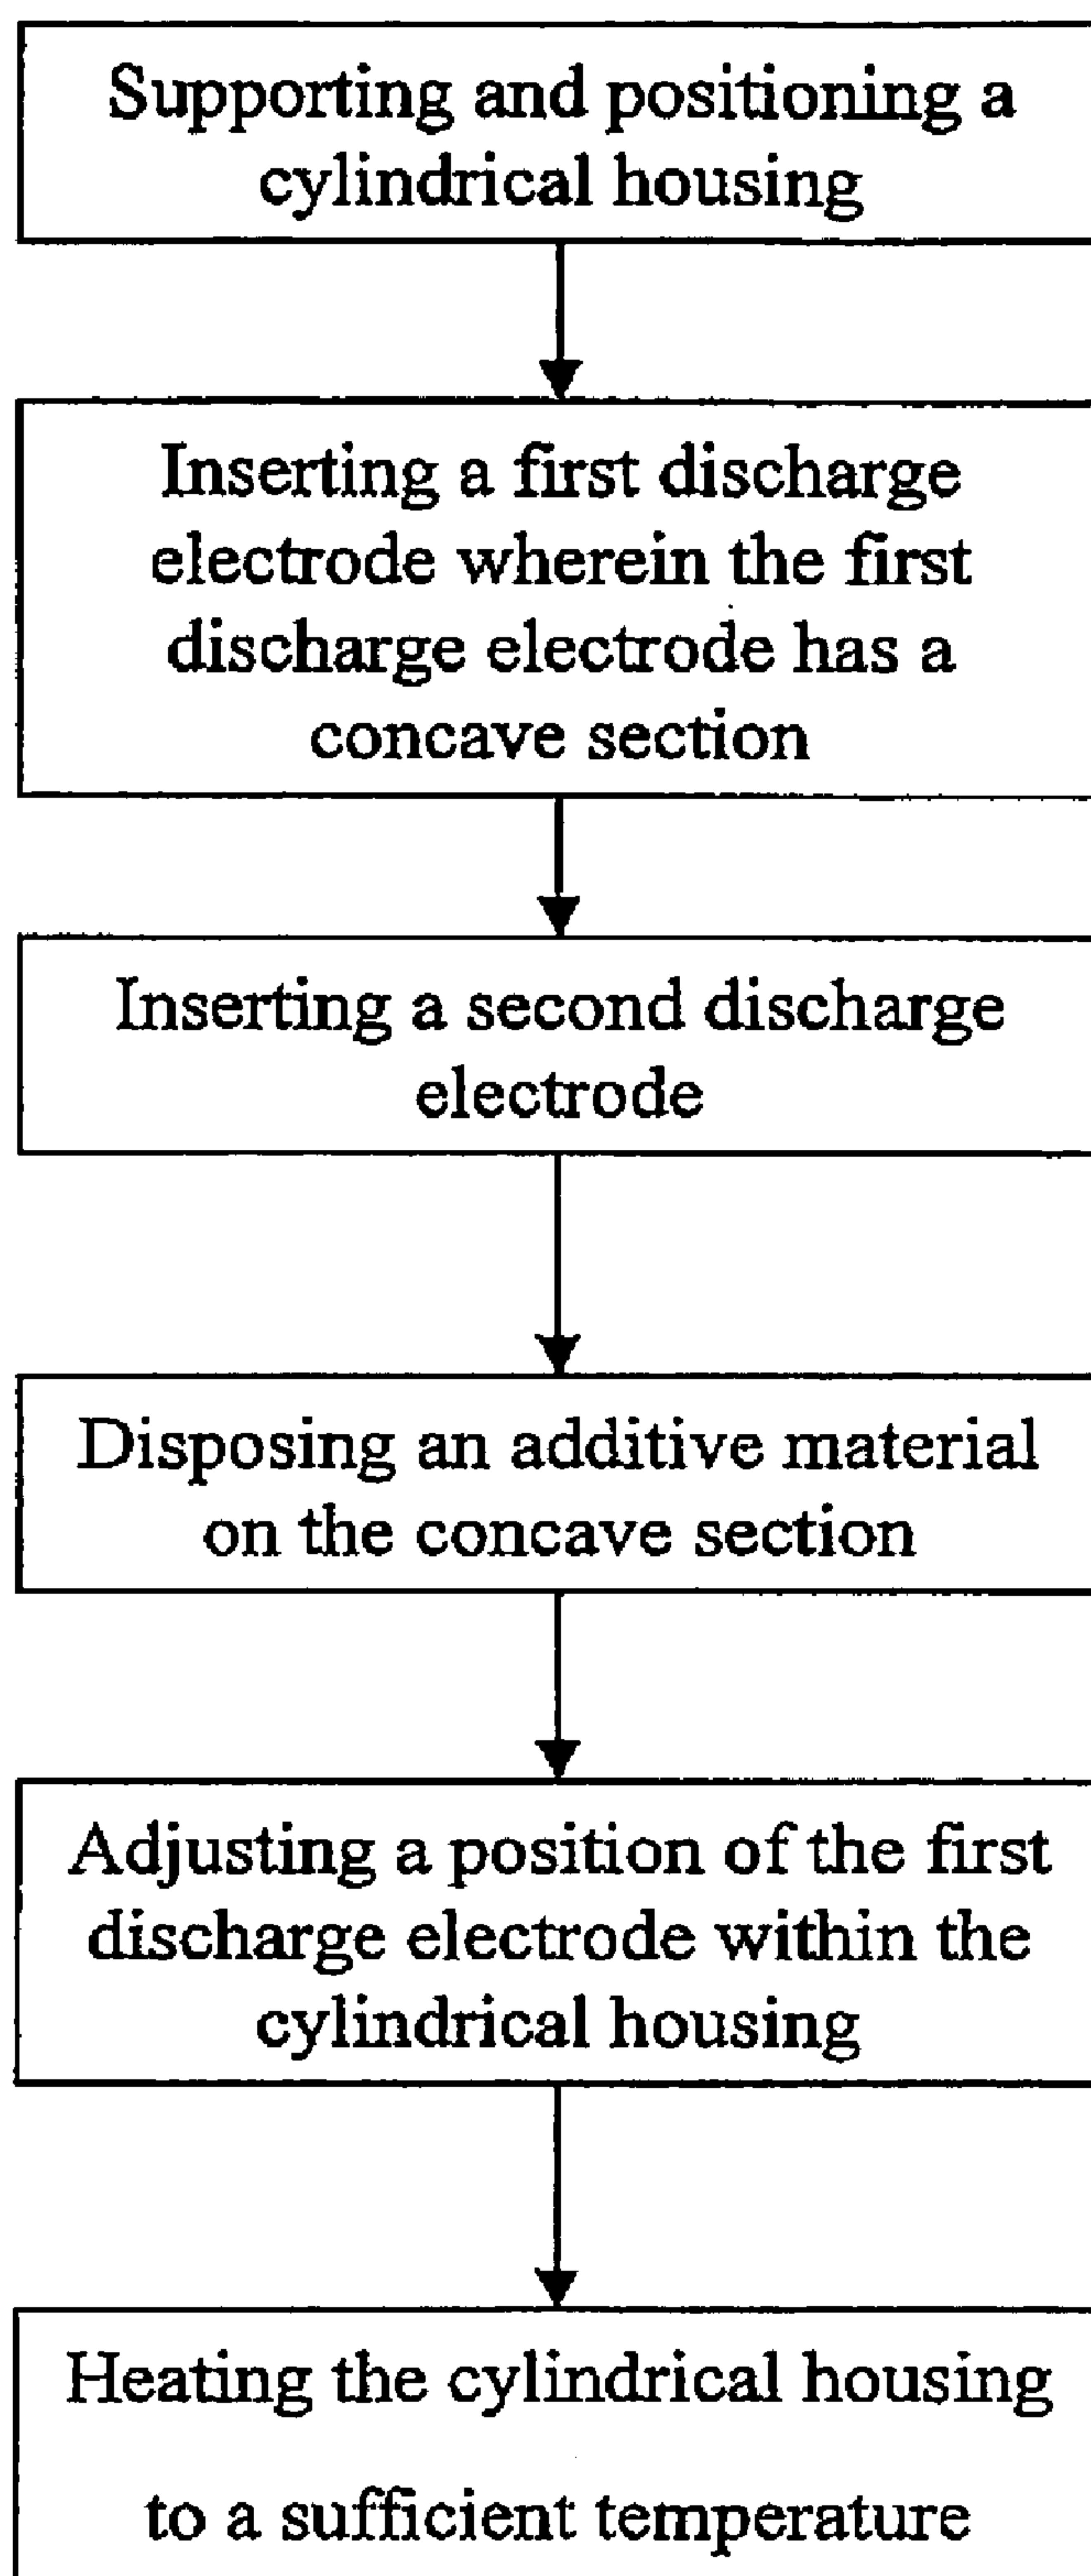 Supporting and positioning a
cylindrical housing
Inserting a first discharge
electrode wherein the first
discharge electrode has a
concave section
Inserting a second discharge
electrode
Disposing an additive material
on the concave section
Adjusting a position of the first
discharge electrode within the
cylindrical housing
Heating the cylindrical housing
to a sufficient temperature